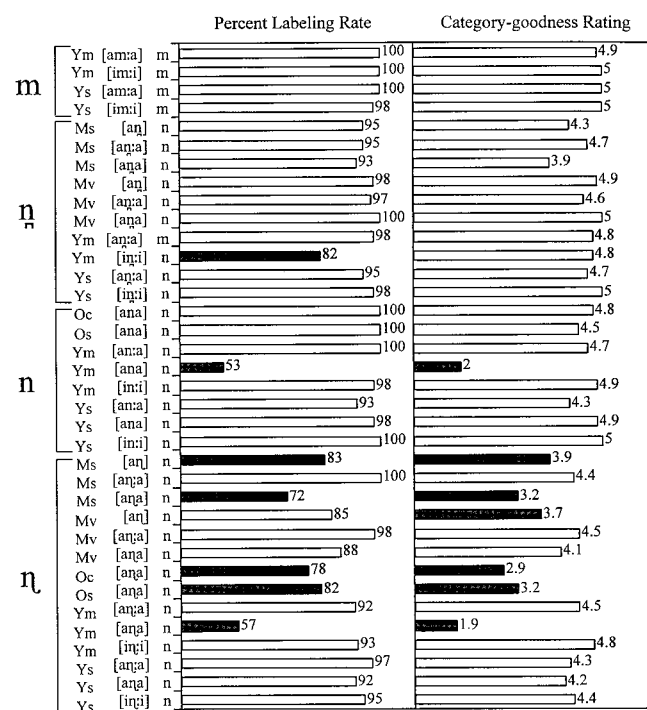 Percent Labeling Rate Category-goodness Rating
m
Ym [am:a] m 100 4.9
Ym [im:i] m 100 5
Ys [am:a] m 100 5
Ys [im:i] m 98 5
n̪
Ms [an̪] n 95 4.3
Ms [an̪:a] n 95 4.7
Ms [an̪a] n 93 3.9
Mv [an̪] n 98 4.9
Mv [an̪:a] n 97 4.6
Mv [an̪a] n 100 5
Ym [an̪:a] m 98 4.8
Ym [in̪:i] n 82 4.8
Ys [an̪:a] n 95 4.7
Ys [in̪:i] n 98 5
n
Oc [ana] n 100 4.8
Os [ana] n 100 4.5
Ym [an:a] n 100 4.7
Ym [ana] n 53 2
Ym [in:i] n 98 4.9
Ys [an:a] n 93 4.3
Ys [ana] n 98 4.9
Ys [in:i] n 100 5
ɳ
Ms [aɳ] n 83 3.9
Ms [aɳ:a] n 100 4.4
Ms [aɳa] n 72 3.2
Mv [aɳ] n 85 3.7
Mv [aɳ:a] n 98 4.5
Mv [aɳa] n 88 4.1
Oc [aɳa] n 78 2.9
Os [aɳa] n 82 3.2
Ym [aɳ:a] n 92 4.5
Ym [aɳa] n 57 1.9
Ym [iɳ:i] n 93 4.8
Ys [aɳ:a] n 97 4.3
Ys [aɳa] n 92 4.2
Ys [iɳ:i] n 95 4.4